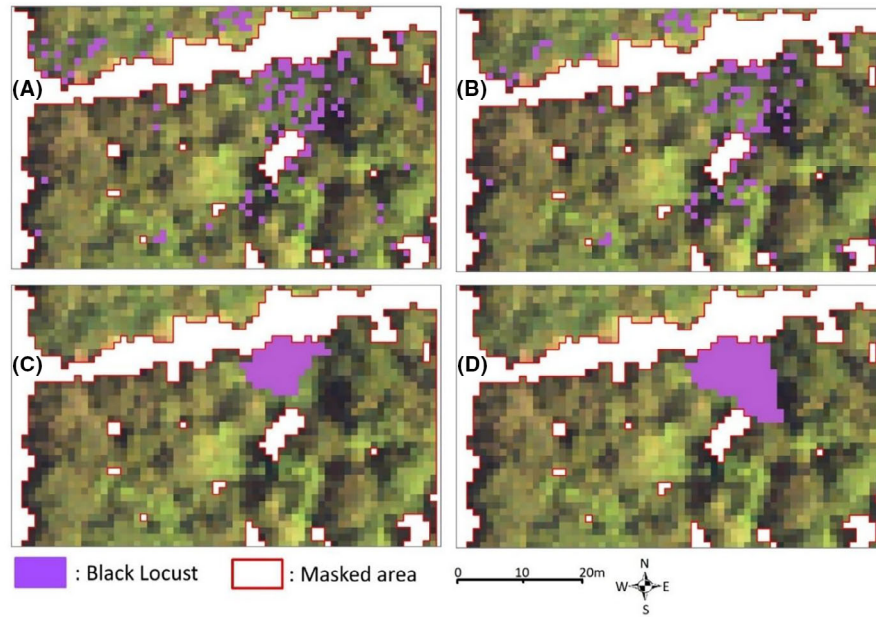 (A)
(B)
(C)
(D)
: Black Locust
: Masked area
0 10 20m
N
W E
S